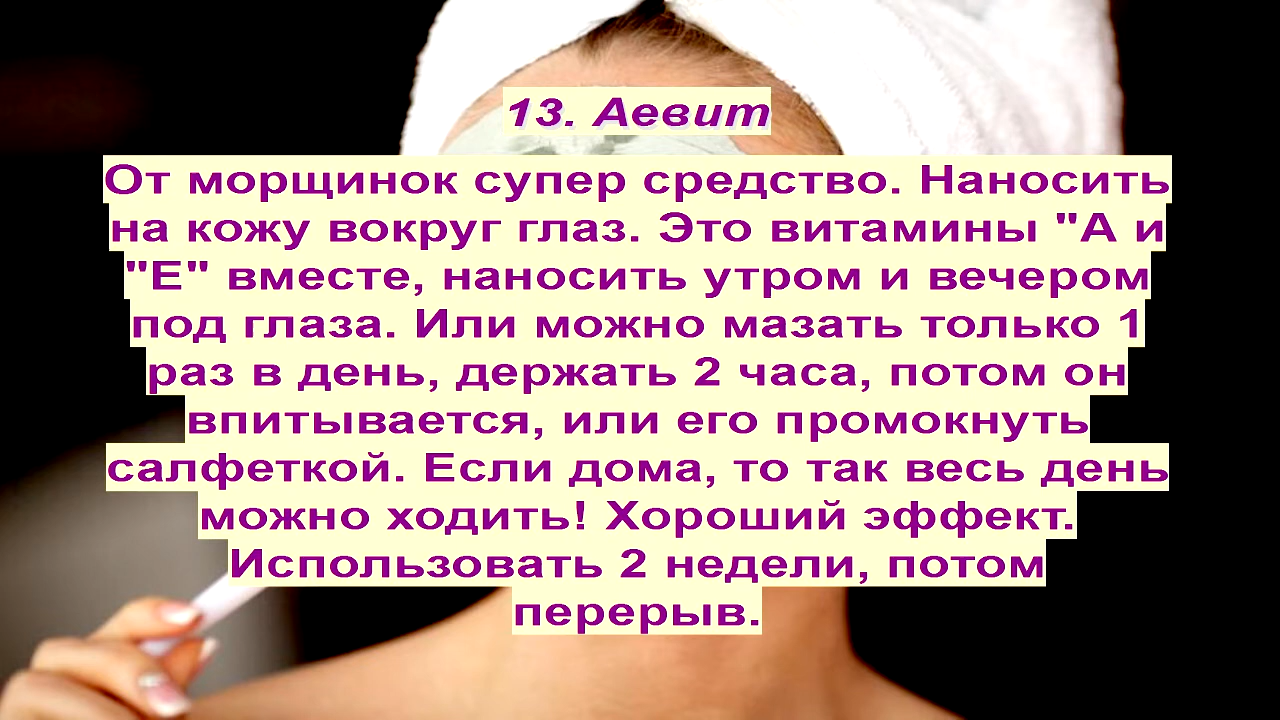 13. Аевит
От морщинок супер средство. Наносить
на кожу вокруг глаз. Это витамины "А и
"Е" вместе, наносить утром и вечером
под глаза. Или можно мазать только 1
раз в день, держать 2 часа, потом он
впитывается, или его промокнуть
салфеткой. Если дома, то так весь день
можно ходить! Хороший эффект.
Использовать 2 недели, потом
перерыв.